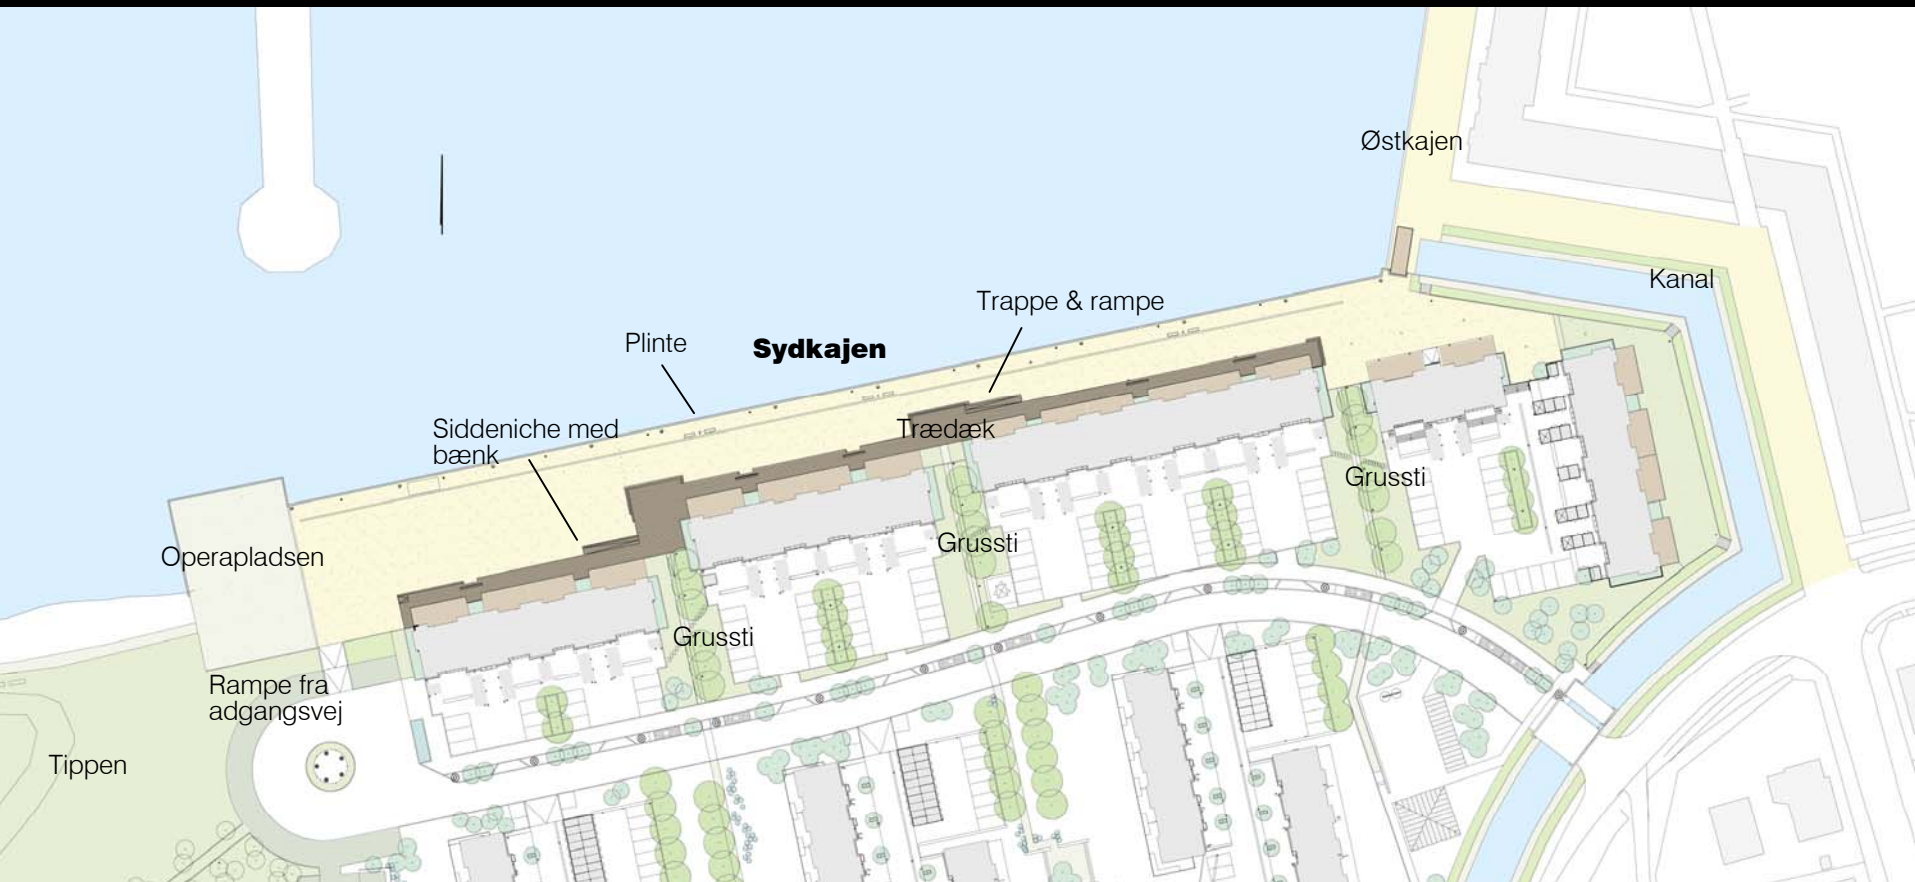 Østkajen
Kanal
Trappe & rampe
Plinte
Sydkajen
Siddeniche med
bænk
Trædæk
Grussti
Grussti
Operapladsen
Grussti
Rampe fra
adgangsvej
Tippen